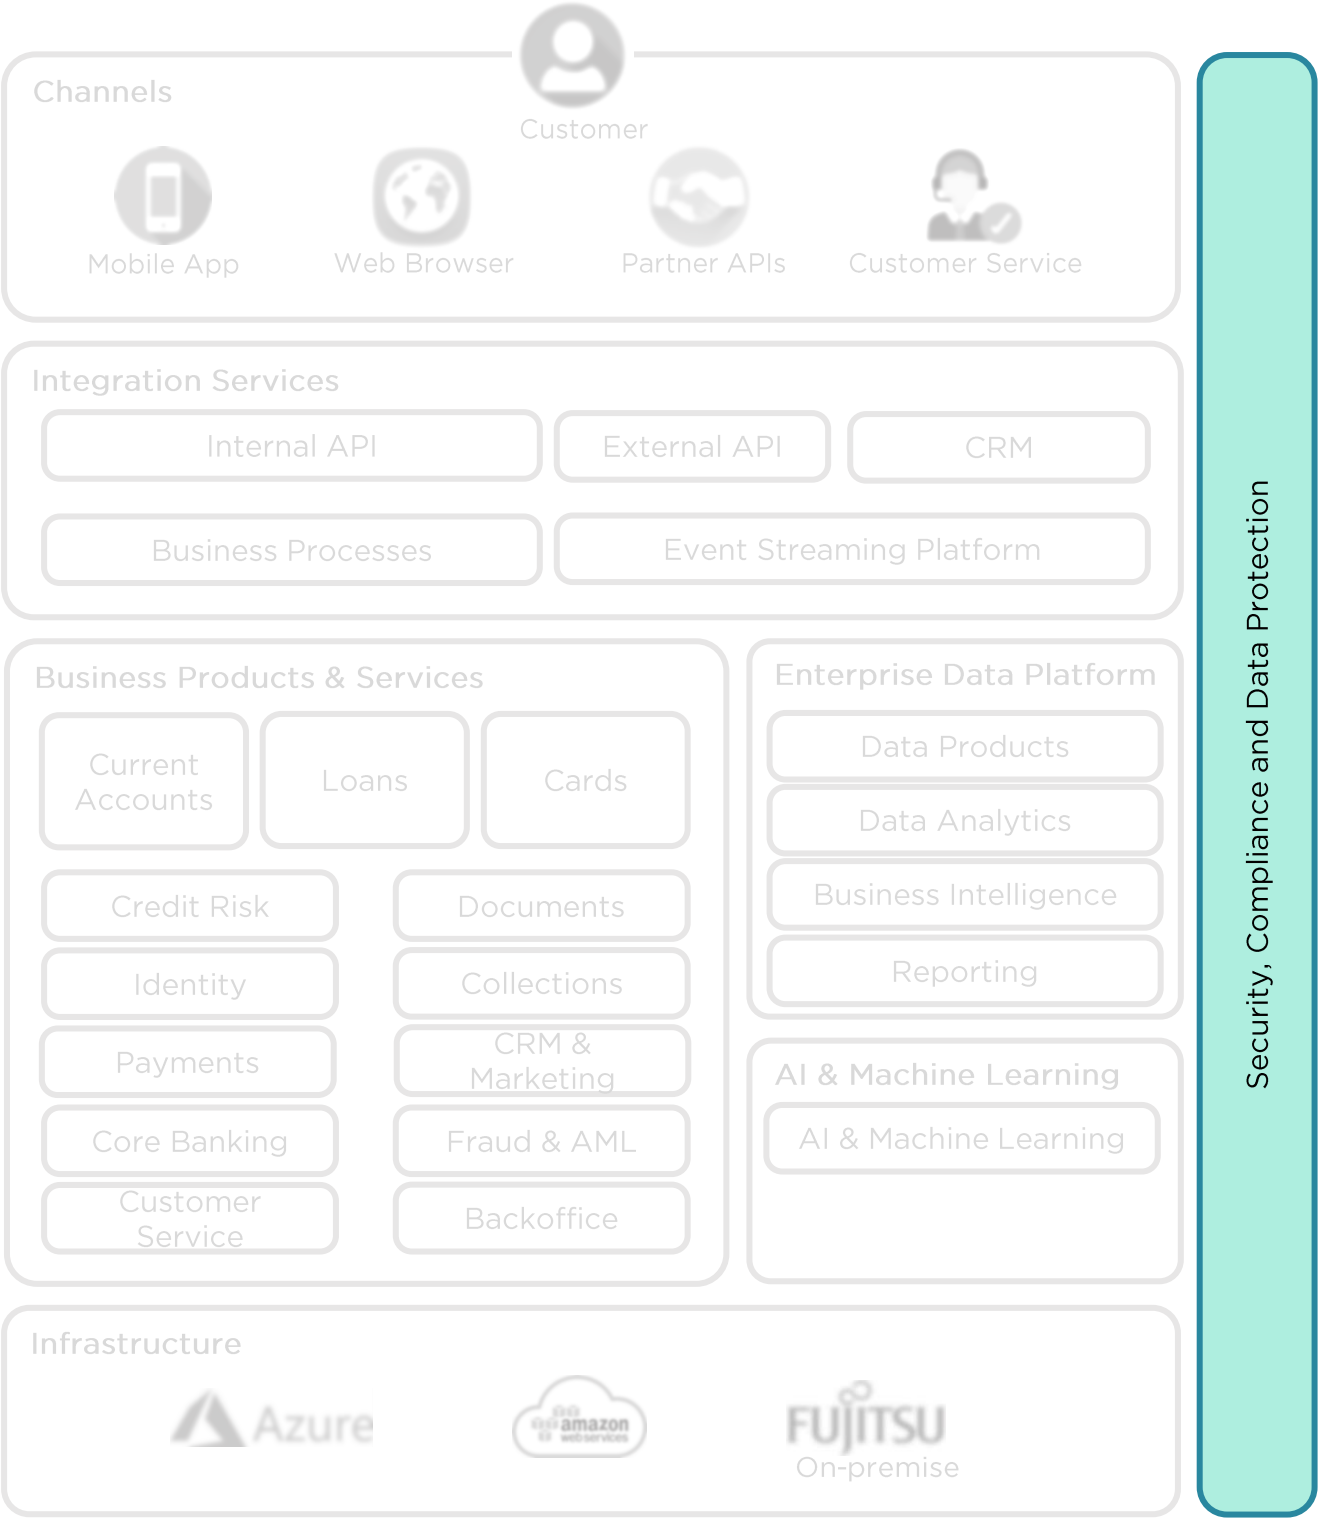 Customer
Channels
Mobile App
Web Browser
Partner APIs
Customer Service
Integration Services
Internal API
External API
CRM
Business Processes
Event Streaming Platform
Business Products & Services
Current
Accounts
Loans
Cards
Credit Risk
Documents
Identity
Collections
Payments
CRM &
Marketing
Core Banking
Fraud & AML
Customer
Service
Backoffice
Enterprise Data Platform
Data Products
Data Analytics
Business Intelligence
Reporting
AI & Machine Learning
AI & Machine Learning
Infrastructure
Azure
amazon
webservices
FUJITSU
On-premise
Security, Compliance and Data Protection